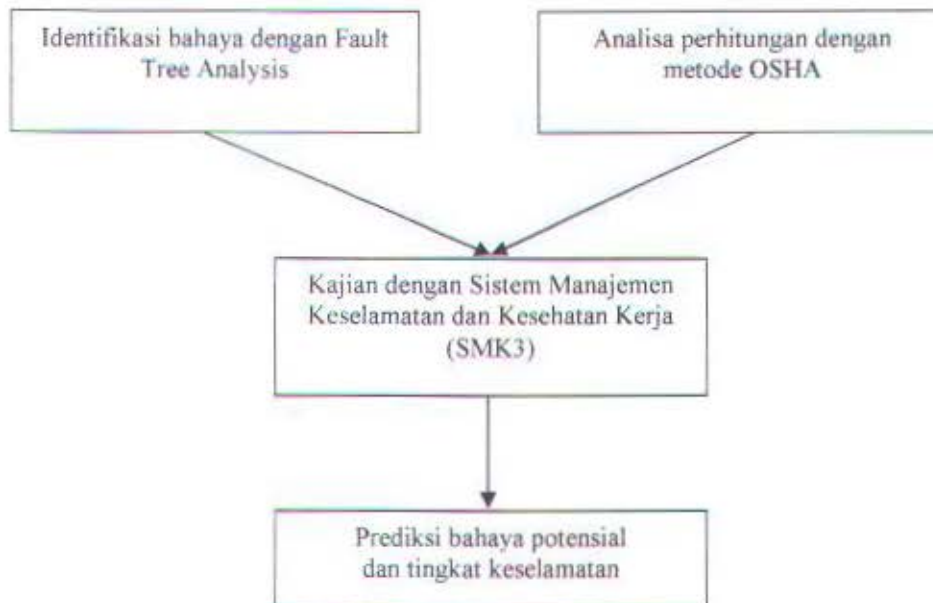 Identifikasi bahaya dengan Fault
Tree Analysis
Analisa perhitungan dengan
metode OSHA
Kajian dengan Sistem Manajemen
Keselamatan dan Kesehatan Kerja
(SMK3)
Prediksi bahaya potensial
dan tingkat keselamatan